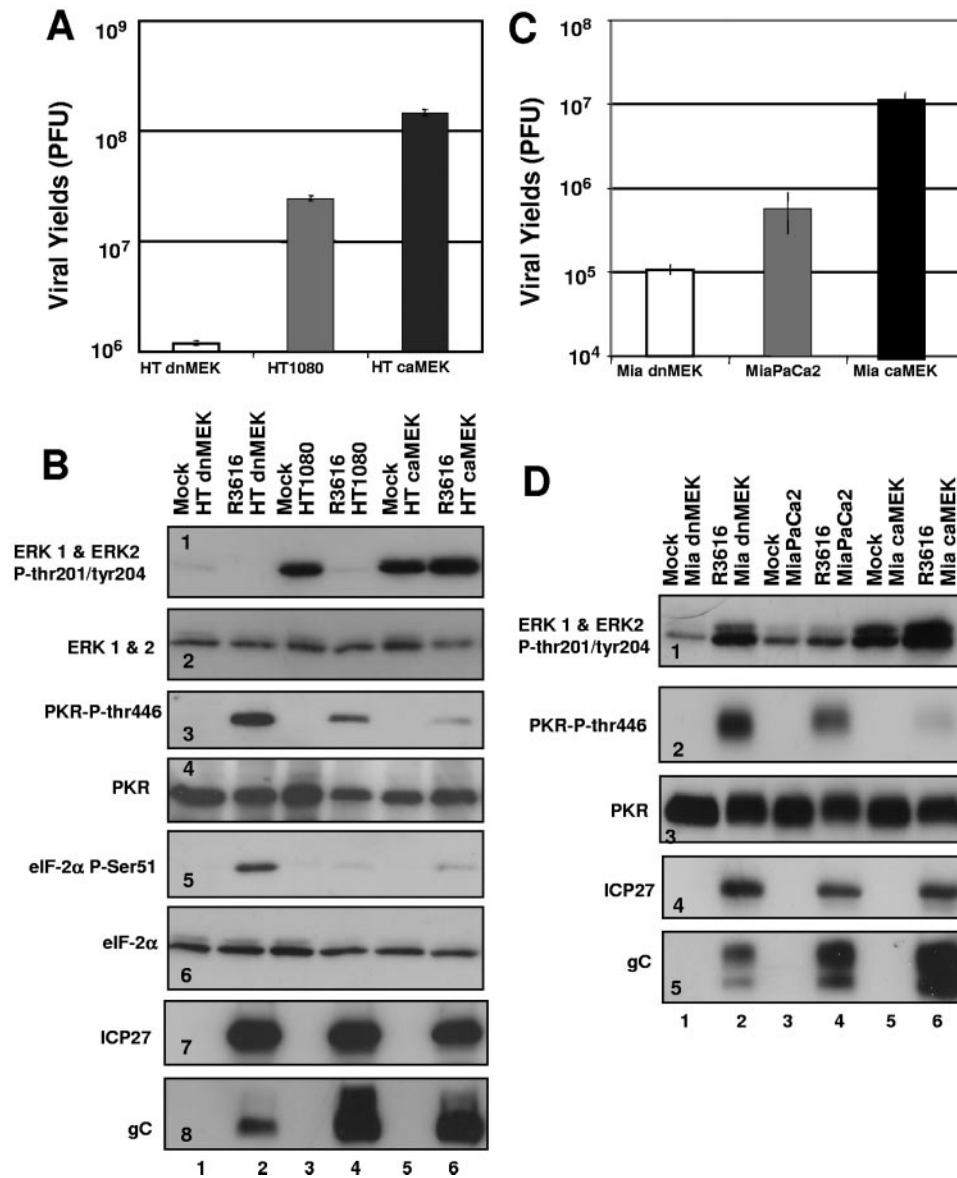 A
10⁹
10⁸
10⁷
10⁶
Viral Yields (PFU)
HT dnMEK
HT1080
HT caMEK
C
10⁸
10⁷
10⁶
10⁵
10⁴
Viral Yields (PFU)
Mia dnMEK
MiaPaCa2
Mia caMEK
B
Mock
HT dnMEK
R3616
HT dnMEK
Mock
HT1080
R3616
HT1080
Mock
HT caMEK
R3616
HT caMEK
ERK 1 & ERK2
P-thr201/tyr204
1
ERK 1 & 2
2
PKR-P-thr446
3
PKR
4
eIF-2α P-Ser51
5
eIF-2α
6
ICP27
7
gC
8
1 2 3 4 5 6
D
Mock
Mia dnMEK
R3616
Mia dnMEK
Mock
MiaPaCa2
R3616
MiaPaCa2
Mock
Mia caMEK
R3616
Mia caMEK
ERK 1 & ERK2
P-thr201/tyr204
1
PKR-P-thr446
2
PKR
3
ICP27
4
gC
5
1 2 3 4 5 6